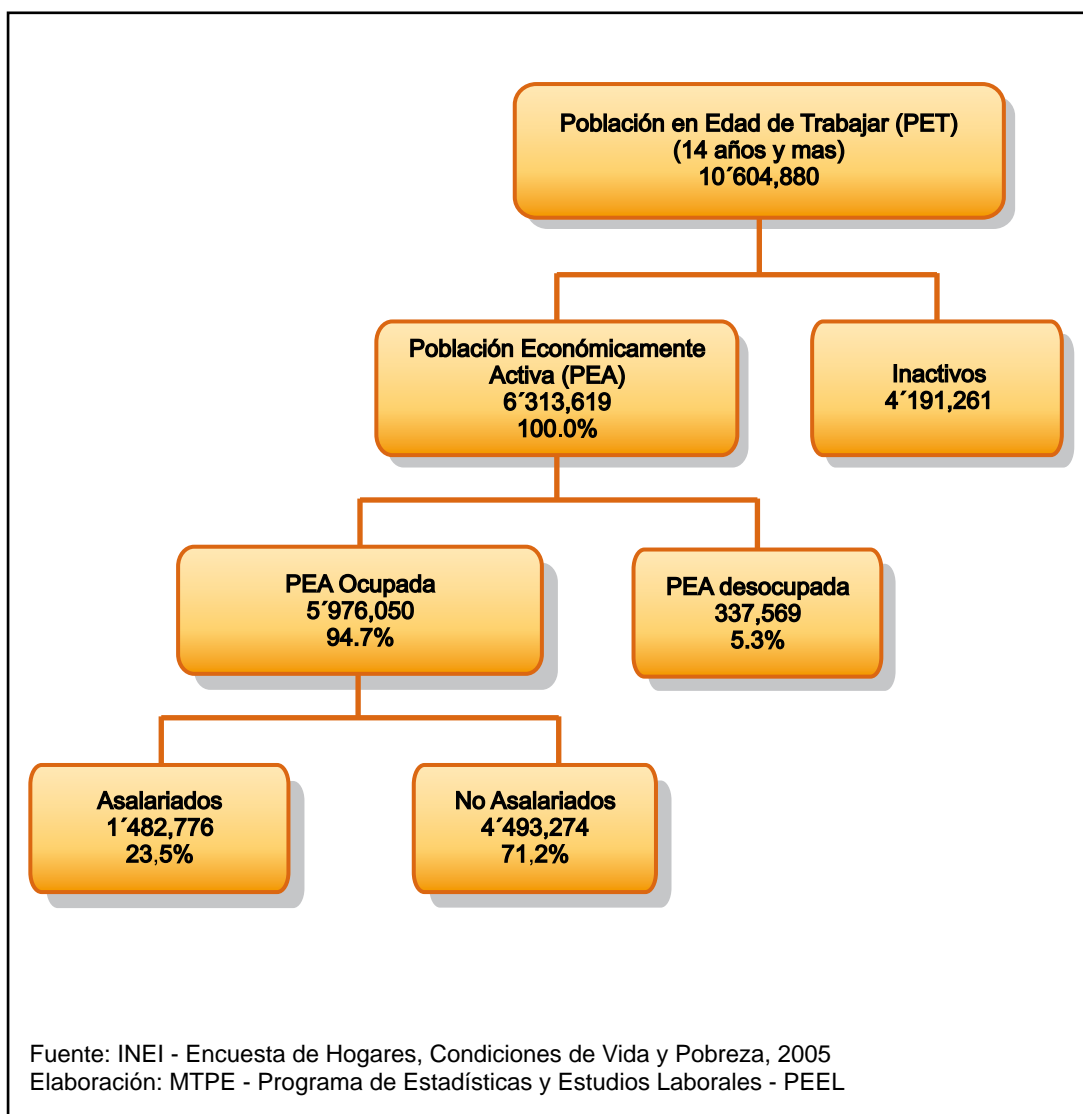 Población en Edad de Trabajar (PET)
(14 años y mas)
10´604,880
Población Económicamente
Activa (PEA)
6´313,619
100.0%
Inactivos
4´191,261
PEA Ocupada
5´976,050
94.7%
PEA desocupada
337,569
5.3%
Asalariados
1´482,776
23,5%
No Asalariados
4´493,274
71,2%
Fuente: INEI - Encuesta de Hogares, Condiciones de Vida y Pobreza, 2005
Elaboración: MTPE - Programa de Estadísticas y Estudios Laborales - PEEL